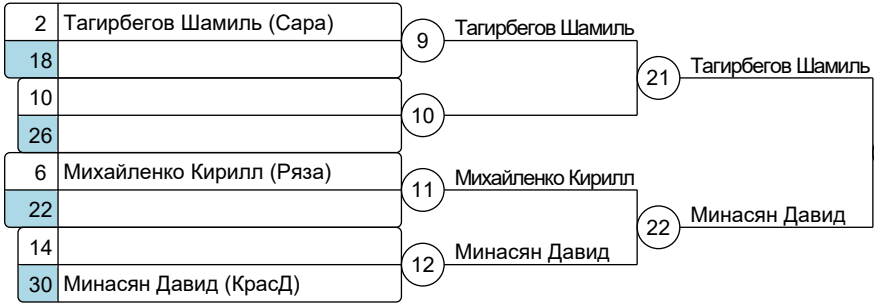 2 Тагирбегов Шамиль (Сара)
18
9 Тагирбегов Шамиль
10
26
10
21 Тагирбегов Шамиль
6 Михайленко Кирилл (Ряза)
22
11 Михайленко Кирилл
14
30 Минасян Давид (КрасД)
12 Минасян Давид
22 Минасян Давид